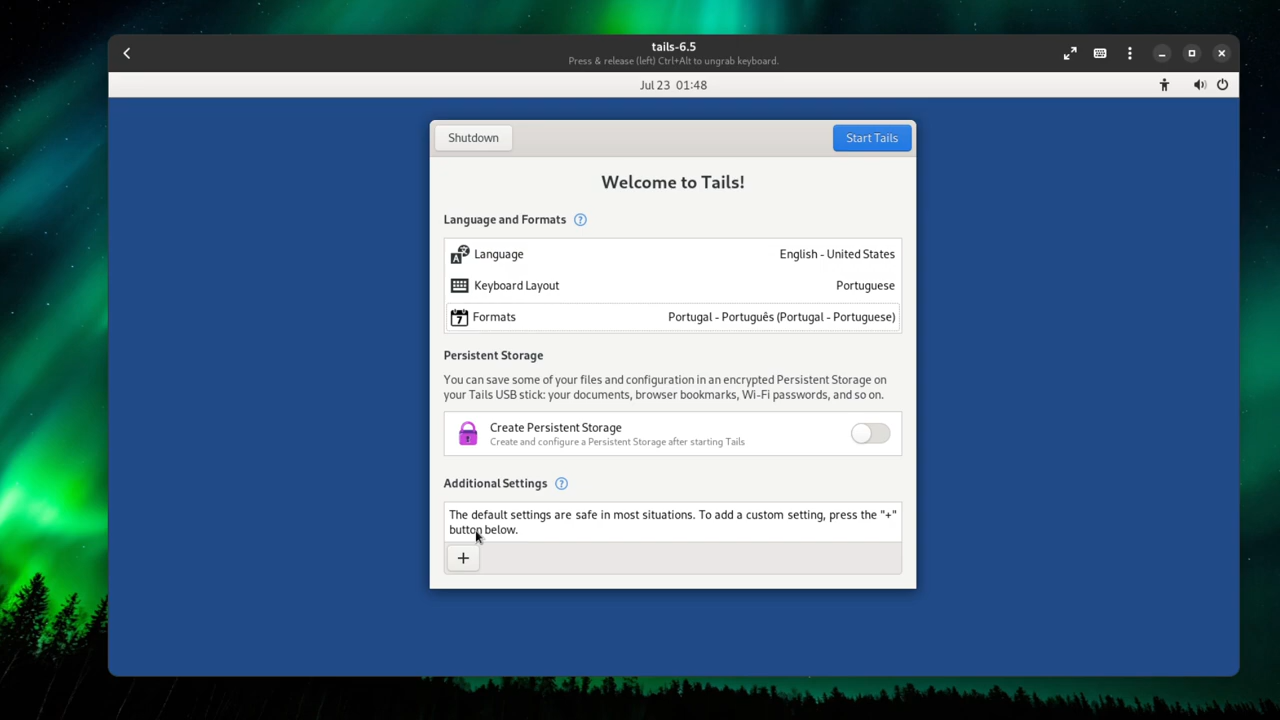 tails-6.5
Press & release (left) Ctrl+Alt to ungrab keyboard.
Jul 23 01:48
Shutdown
Start Tails
Welcome to Tails!
Language and Formats ?
Language English - United States
Keyboard Layout Portuguese
7 Formats Portugal - Português (Portugal - Portuguese)
Persistent Storage
You can save some of your files and configuration in an encrypted Persistent Storage on
your Tails USB stick: your documents, browser bookmarks, Wi-Fi passwords, and so on.
Create Persistent Storage
Create and configure a Persistent Storage after starting Tails
Additional Settings ?
The default settings are safe in most situations. To add a custom setting, press the "+"
button below.
+